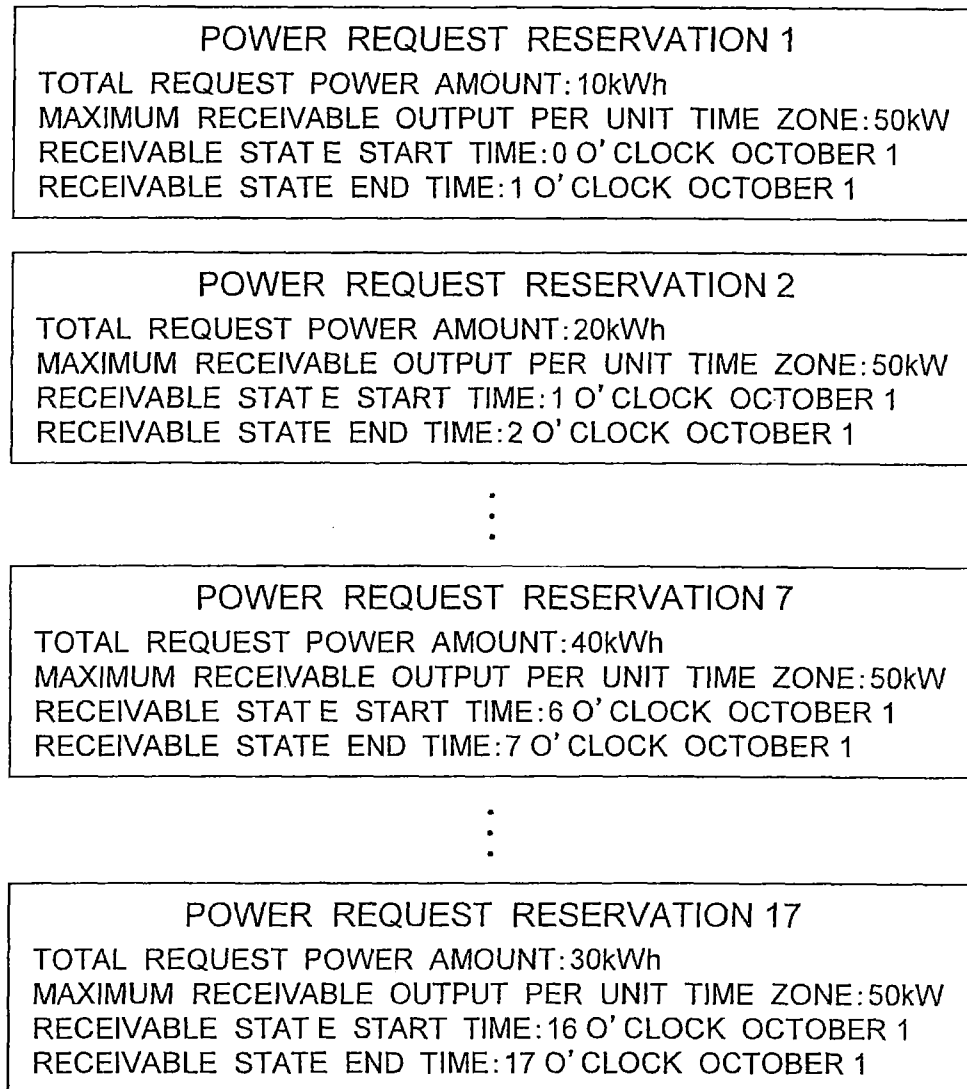 POWER REQUEST RESERVATION 1
TOTAL REQUEST POWER AMOUNT:10kWh
MAXIMUM RECEIVABLE OUTPUT PER UNIT TIME ZONE:50kW
RECEIVABLE STAT E START TIME:0 O'CLOCK OCTOBER 1
RECEIVABLE STATE END TIME:1 O'CLOCK OCTOBER 1
POWER REQUEST RESERVATION 2
TOTAL REQUEST POWER AMOUNT:20kWh
MAXIMUM RECEIVABLE OUTPUT PER UNIT TIME ZONE:50kW
RECEIVABLE STAT E START TIME:1 O'CLOCK OCTOBER 1
RECEIVABLE STATE END TIME:2 O'CLOCK OCTOBER 1
POWER REQUEST RESERVATION 7
TOTAL REQUEST POWER AMOUNT:40kWh
MAXIMUM RECEIVABLE OUTPUT PER UNIT TIME ZONE:50kW
RECEIVABLE STAT E START TIME:6 O'CLOCK OCTOBER 1
RECEIVABLE STATE END TIME:7 O'CLOCK OCTOBER 1
POWER REQUEST RESERVATION 17
TOTAL REQUEST POWER AMOUNT:30kWh
MAXIMUM RECEIVABLE OUTPUT PER UNIT TIME ZONE:50kW
RECEIVABLE STAT E START TIME:16 O'CLOCK OCTOBER 1
RECEIVABLE STATE END TIME:17 O'CLOCK OCTOBER 1